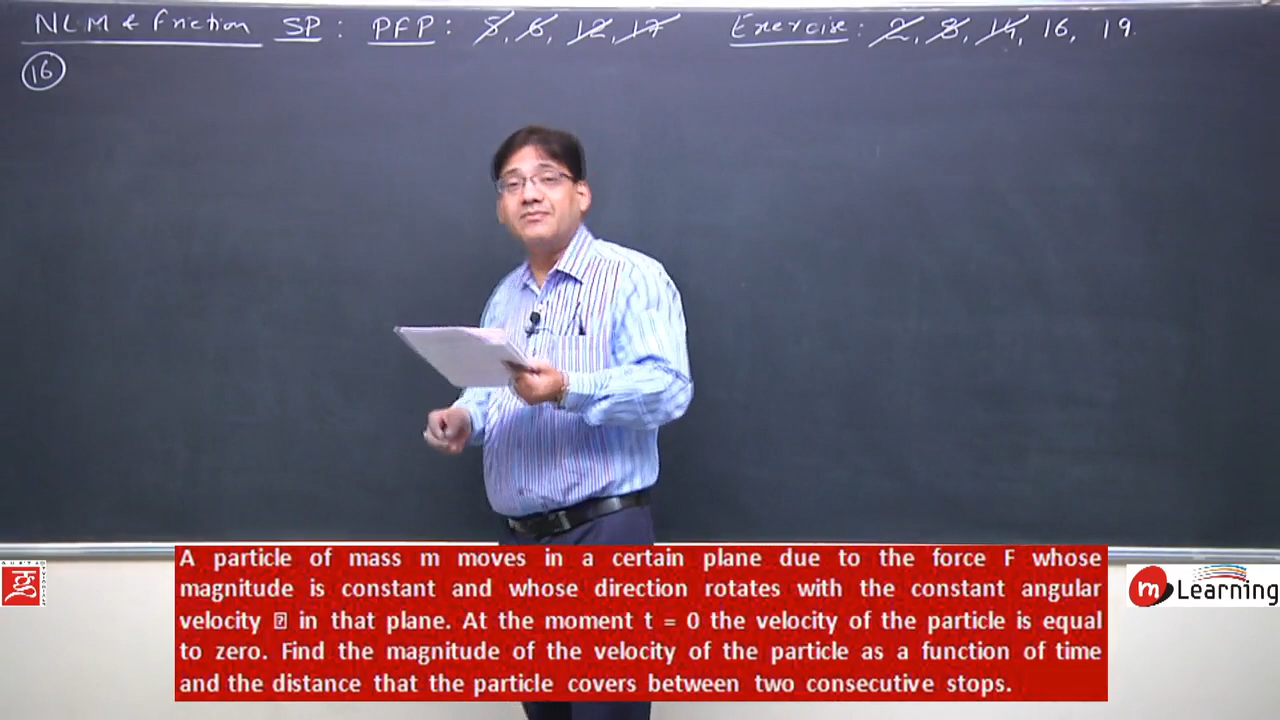 NLM & Friction SP : PFP : 5, 6, 12, 17 Exercise : 2, 8, 14, 16, 19
16
A particle of mass m moves in a certain plane due to the force F whose
magnitude is constant and whose direction rotates with the constant angular
velocity in that plane. At the moment t = 0 the velocity of the particle is equal
to zero. Find the magnitude of the velocity of the particle as a function of time
and the distance that the particle covers between two consecutive stops.
m Learning